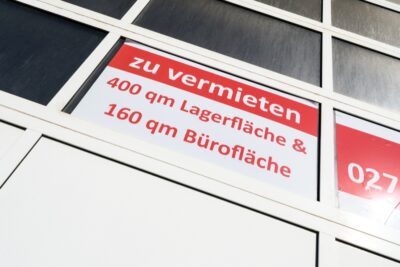 zu vermieten
400 qm Lagerfläche &
160 qm Bürofläche
027